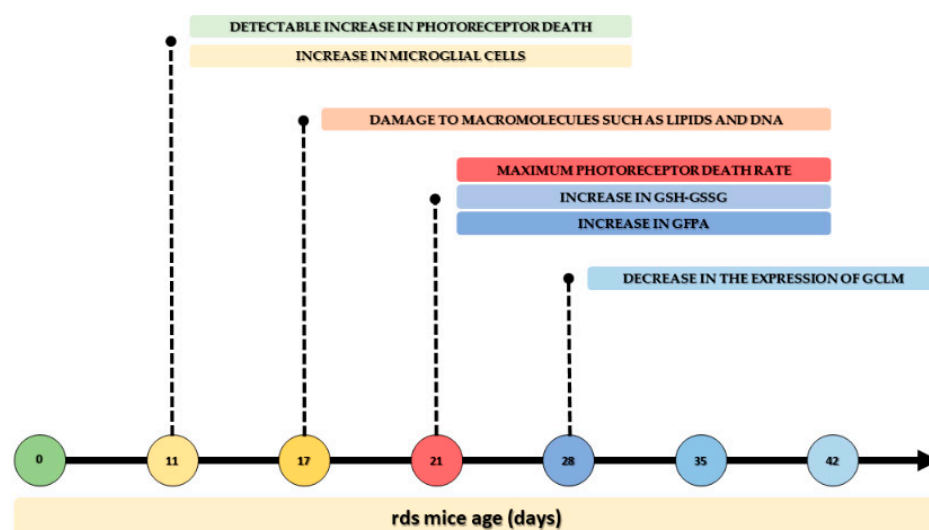 DETECTABLE INCREASE IN PHOTORECEPTOR DEATH
INCREASE IN MICROGLIAL CELLS
DAMAGE TO MACROMOLECULES SUCH AS LIPIDS AND DNA
MAXIMUM PHOTORECEPTOR DEATH RATE
INCREASE IN GSH-GSSG
INCREASE IN GFPA
DECREASE IN THE EXPRESSION OF GCLM
0 11 17 21 28 35 42
rds mice age (days)